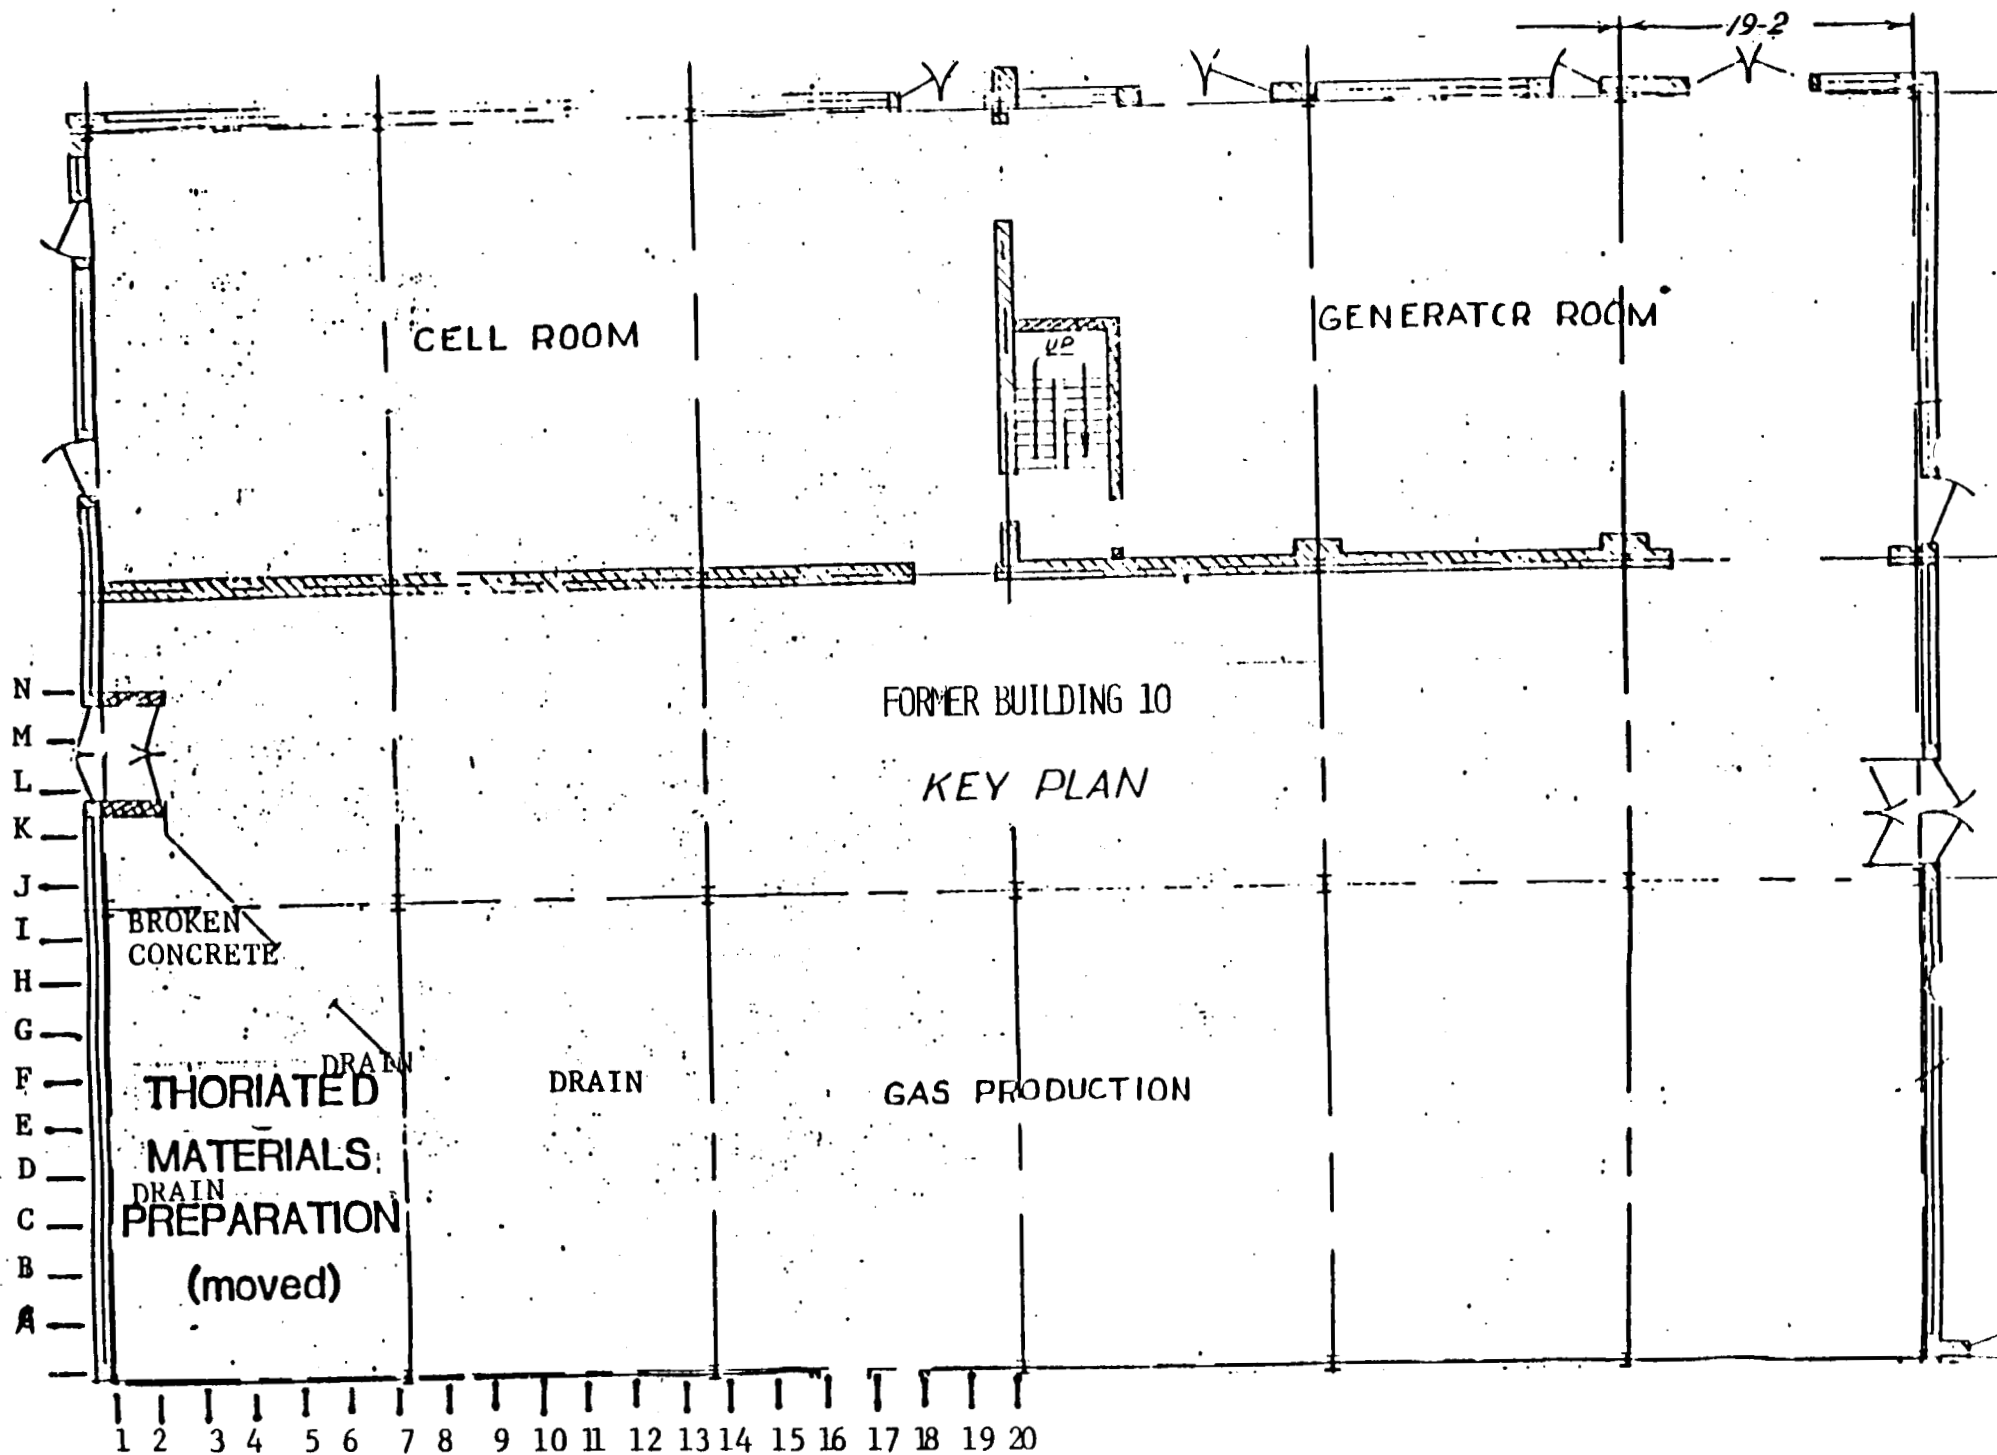 19-2
CELL ROOM
GENERATOR ROOM
UP
FORMER BUILDING 10
KEY PLAN
N
M
L
K
J
I
H
G
F
E
D
C
B
A
BROKEN
CONCRETE
DRAIN
DRAIN
GAS PRODUCTION
THORIATED
MATERIALS
DRAIN
PREPARATION
(moved)
1 2 3 4 5 6 7 8 9 10 11 12 13 14 15 16 17 18 19 20